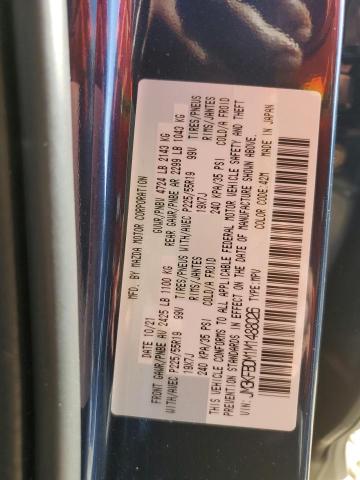 MFD. BY MAZDA MOTOR CORPORATION
DATE 10/21 GVWR/PNBV 4724 LB 2143 KG
FRONT GAWR/PNBE AV 2425 LB 1100 KG REAR GAWR/PNBE AR 2299 LB 1043 KG
WITH/AVEC P225/55R19 99V TIRES/PNEUS WITH/AVEC P225/55R19 99V TIRES/PNEUS
19X7J RIMS/JANTES 19X7J RIMS/JANTES
240 KPA/35 PSI COLD/A FROID 240 KPA/35 PSI COLD/A FROID
THIS VEHICLE CONFORMS TO ALL APPLICABLE FEDERAL MOTOR VEHICLE SAFETY AND THEFT
PREVENTION STANDARDS IN EFFECT ON THE DATE OF MANUFACTURE SHOWN ABOVE.
JM3KFBDM1N1488026 TYPE:MPV COLOR CODE:42M MADE IN JAPAN